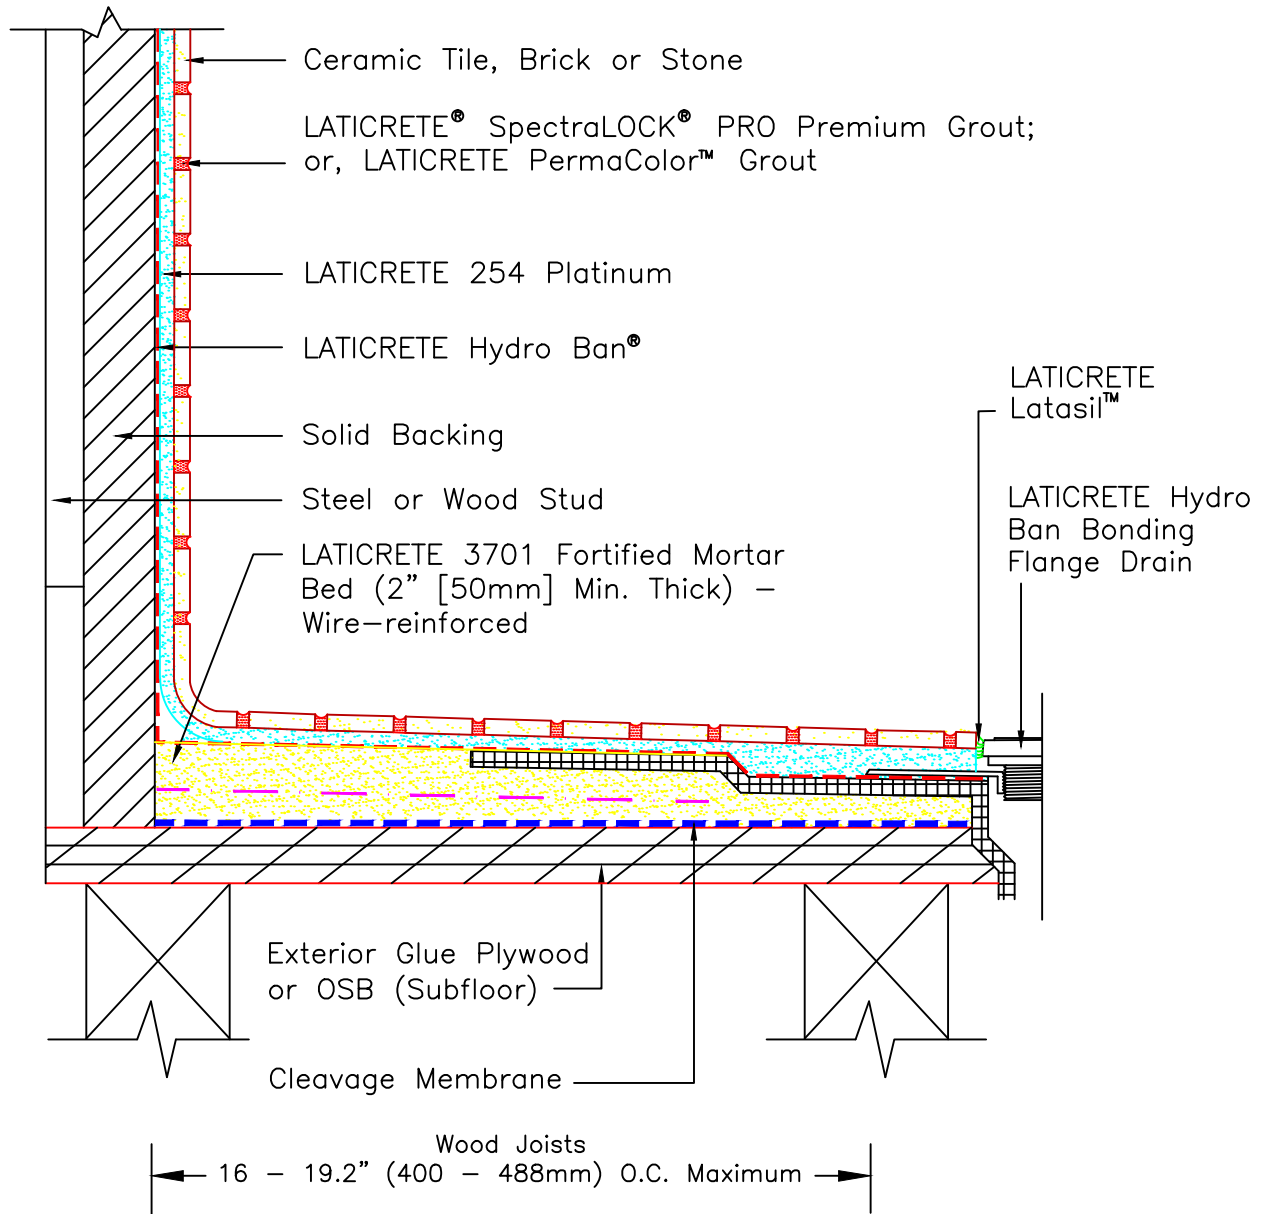 Ceramic Tile, Brick or Stone
LATICRETE® SpectraLOCK® PRO Premium Grout;
or, LATICRETE PermaColor™ Grout
LATICRETE 254 Platinum
LATICRETE Hydro Ban®
LATICRETE
Latasil™
Solid Backing
Steel or Wood Stud
LATICRETE Hydro
Ban Bonding
Flange Drain
LATICRETE 3701 Fortified Mortar
Bed (2” [50mm] Min. Thick) –
Wire–reinforced
Exterior Glue Plywood
or OSB (Subfloor)
Cleavage Membrane
Wood Joists
16 – 19.2” (400 – 488mm) O.C. Maximum